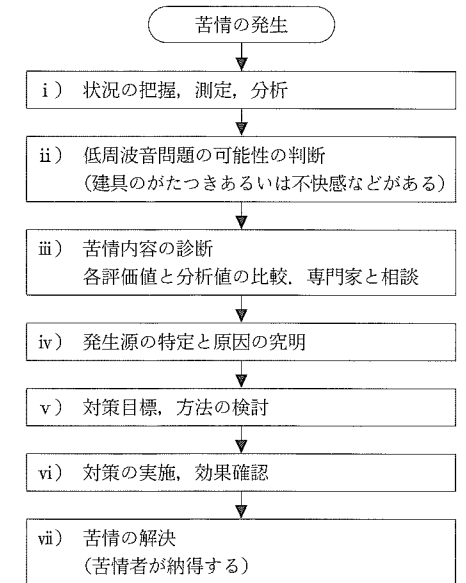 苦情の発生
ⅰ） 状況の把握，測定，分析
ⅱ） 低周波音問題の可能性の判断
（建具のがたつきあるいは不快感などがある）
ⅲ） 苦情内容の診断
各評価値と分析値の比較．専門家と相談
ⅳ） 発生源の特定と原因の究明
ⅴ） 対策目標，方法の検討
ⅵ） 対策の実施，効果確認
ⅶ） 苦情の解決
（苦情者が納得する）